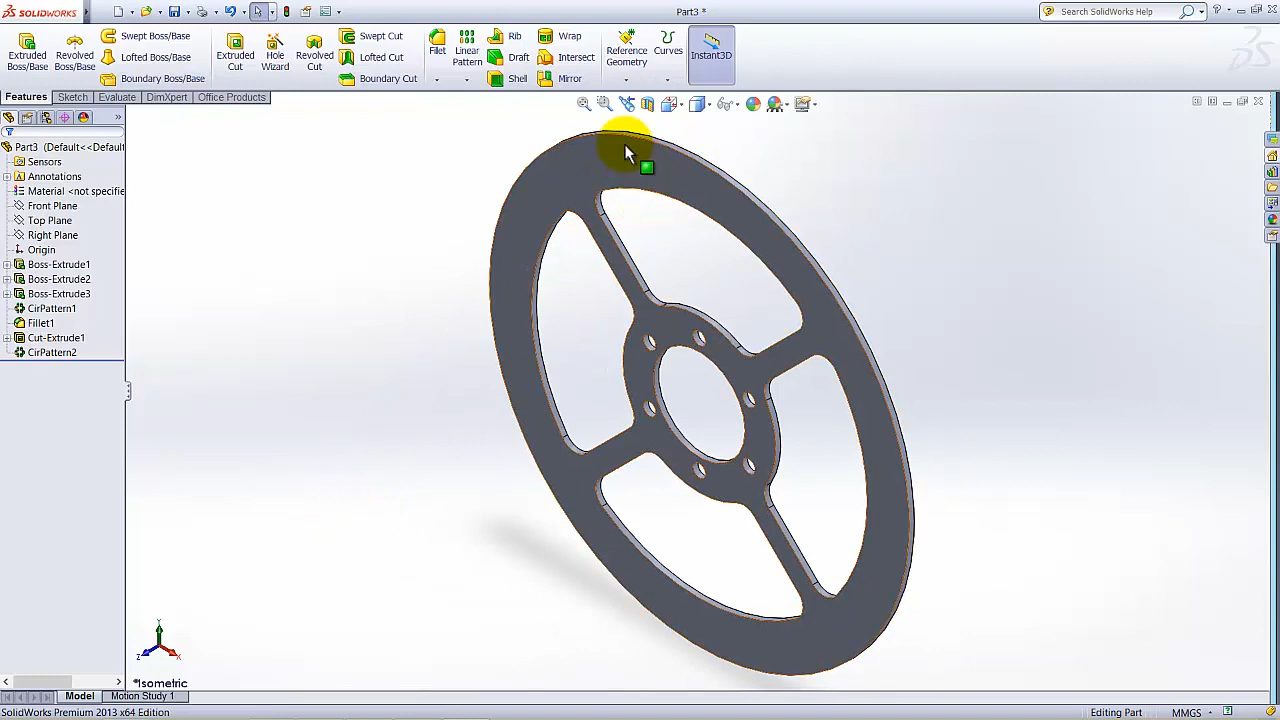 SOLIDWORKS
Part3 *
Search SolidWorks Help
Extruded Boss/Base
Revolved Boss/Base
Swept Boss/Base
Lofted Boss/Base
Boundary Boss/Base
Extruded Cut
Hole Wizard
Revolved Cut
Swept Cut
Lofted Cut
Boundary Cut
Fillet
Linear Pattern
Rib
Draft
Shell
Wrap
Intersect
Mirror
Reference Geometry
Curves
Instant3D
Features
Sketch
Evaluate
DimXpert
Office Products
Part3 (Default<<Default
Sensors
Annotations
Material <not specifie
Front Plane
Top Plane
Right Plane
Origin
Boss-Extrude1
Boss-Extrude2
Boss-Extrude3
CirPattern1
Fillet1
Cut-Extrude1
CirPattern2
Y
Z
X
*Isometric
Model
Motion Study 1
SolidWorks Premium 2013 x64 Edition
Editing Part
MMGS